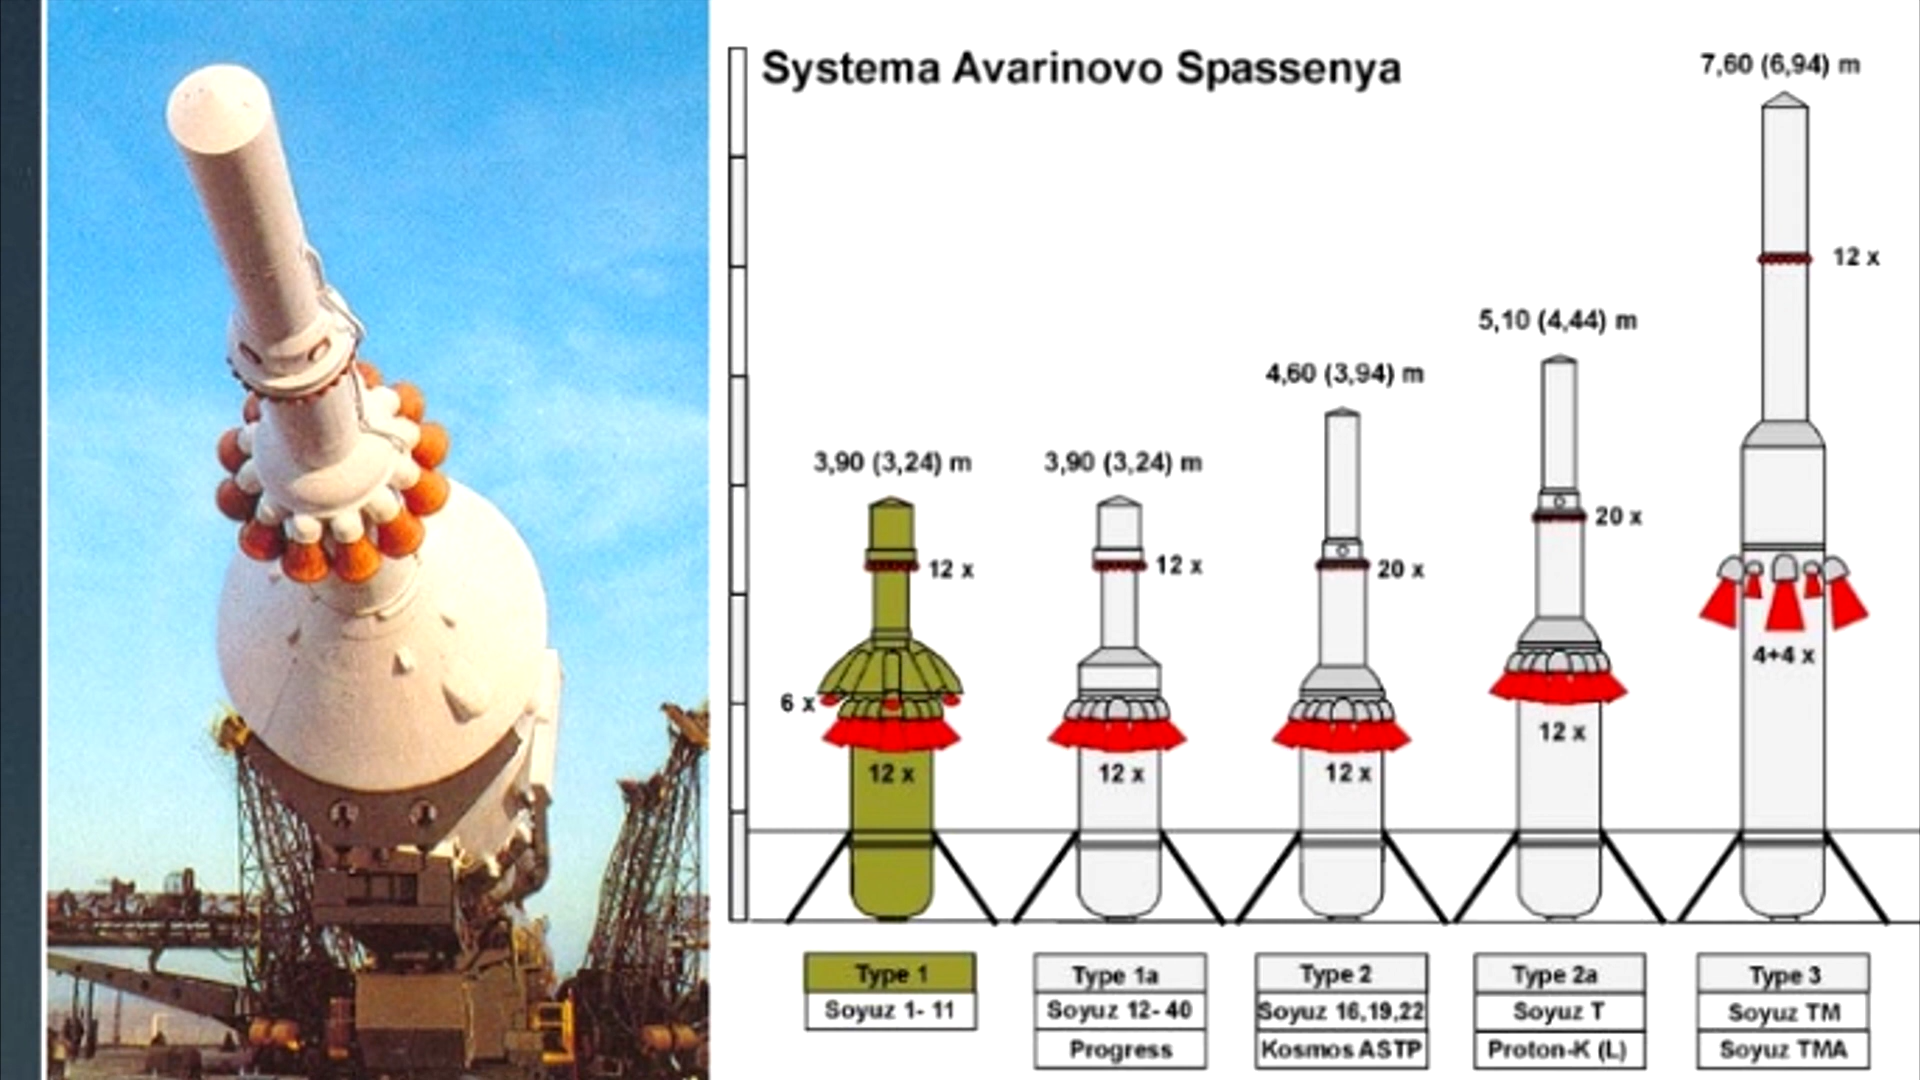 Systema Avarinovo Spassenya
7,60 (6,94) m
12 x
5,10 (4,44) m
4,60 (3,94) m
3,90 (3,24) m
3,90 (3,24) m
20 x
12 x
12 x
20 x
4+4 x
6 x
12 x
12 x
12 x
12 x
Type 1
Soyuz 1- 11
Type 1a
Soyuz 12- 40
Progress
Type 2
Soyuz 16,19,22
Kosmos ASTP
Type 2a
Soyuz T
Proton-K (L)
Type 3
Soyuz TM
Soyuz TMA